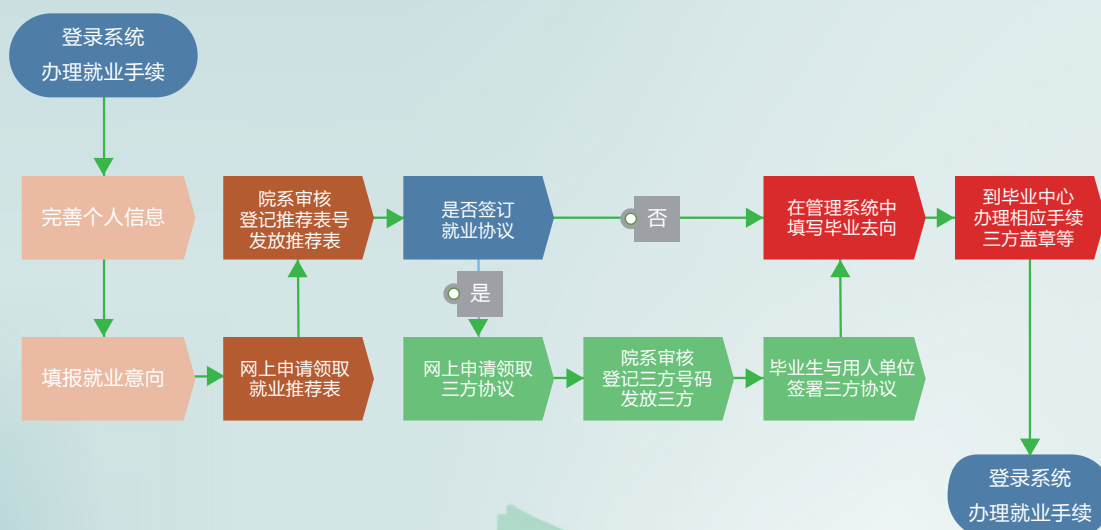 登录系统
办理就业手续
完善个人信息
填报就业意向
网上申请领取
就业推荐表
院系审核
登记推荐表号
发放推荐表
是否签订
就业协议
否
是
网上申请领取
三方协议
院系审核
登记三方号码
发放三方
毕业生与用人单位
签署三方协议
在管理系统中
填写毕业去向
到毕业中心
办理相应手续
三方盖章等
登录系统
办理就业手续